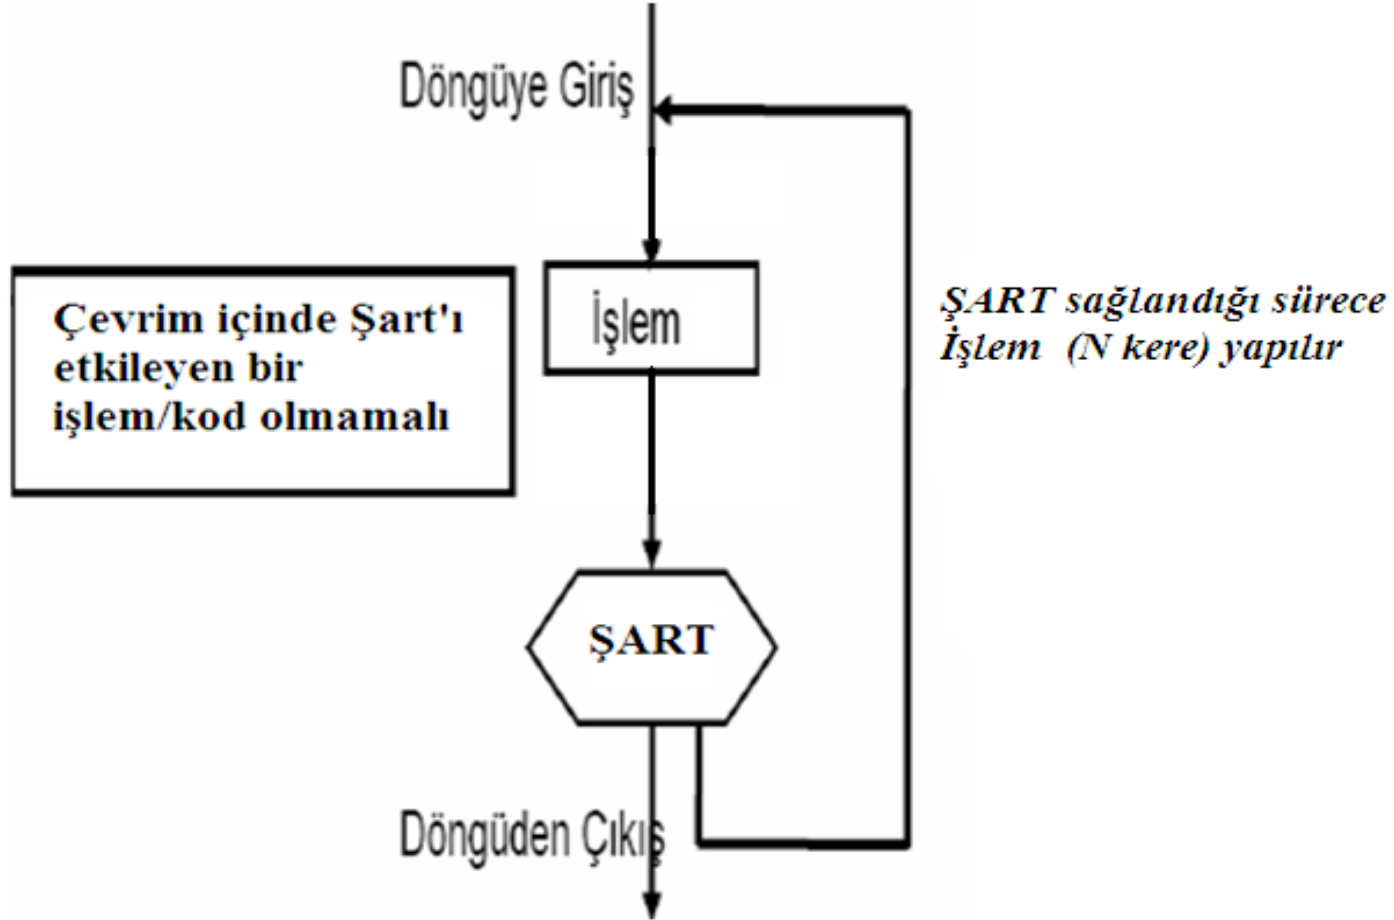 Döngüye Giriş
Çevrim içinde Şart'ı
etkileyen bir
işlem/kod olmamalı
İşlem
ŞART sağlandığı sürece
İşlem (N kere) yapılır
ŞART
Döngüden Çıkış